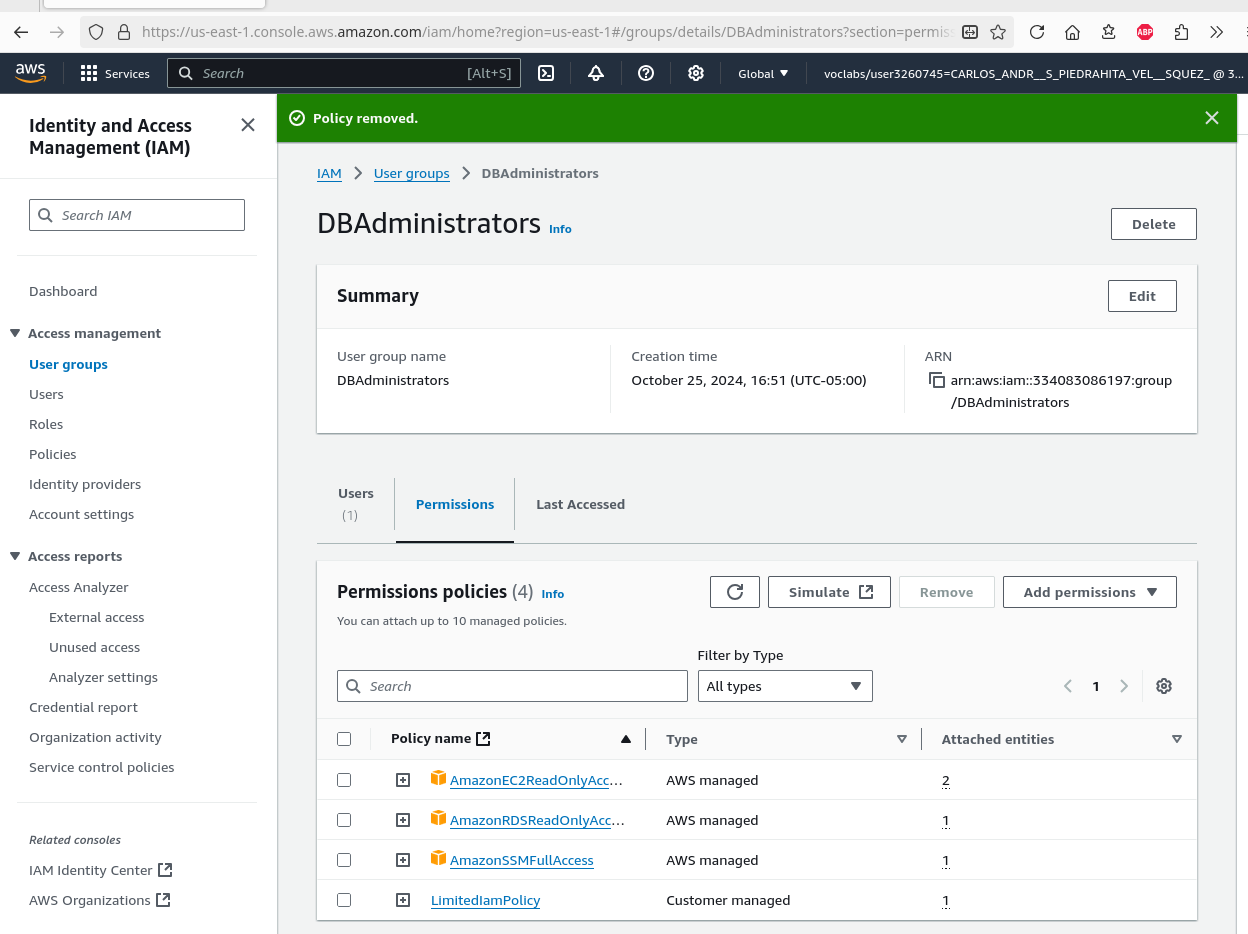 https://us-east-1.console.aws.amazon.com/iam/home?region=us-east-1#/groups/details/DBAdministrators?section=permis
ABP
aws
Services
Search
[Alt+S]
Global
voclabs/user3260745=CARLOS_ANDR__S_PIEDRAHITA_VEL__SQUEZ_ @ 3...
Identity and Access
Management (IAM)
Search IAM
Dashboard
Access management
User groups
Users
Roles
Policies
Identity providers
Account settings
Access reports
Access Analyzer
External access
Unused access
Analyzer settings
Credential report
Organization activity
Service control policies
Related consoles
IAM Identity Center
AWS Organizations
Policy removed.
IAM
User groups
DBAdministrators
DBAdministrators Info
Delete
Summary
Edit
User group name
DBAdministrators
Creation time
October 25, 2024, 16:51 (UTC-05:00)
ARN
arn:aws:iam::334083086197:group
/DBAdministrators
Users
(1)
Permissions
Last Accessed
Permissions policies (4) Info
Simulate
Remove
Add permissions
You can attach up to 10 managed policies.
Filter by Type
Search
All types
1
Policy name
Type
Attached entities
AmazonEC2ReadOnlyAcc... AWS managed 2
AmazonRDSReadOnlyAcc... AWS managed 1
AmazonSSMFullAccess AWS managed 1
LimitedIamPolicy Customer managed 1